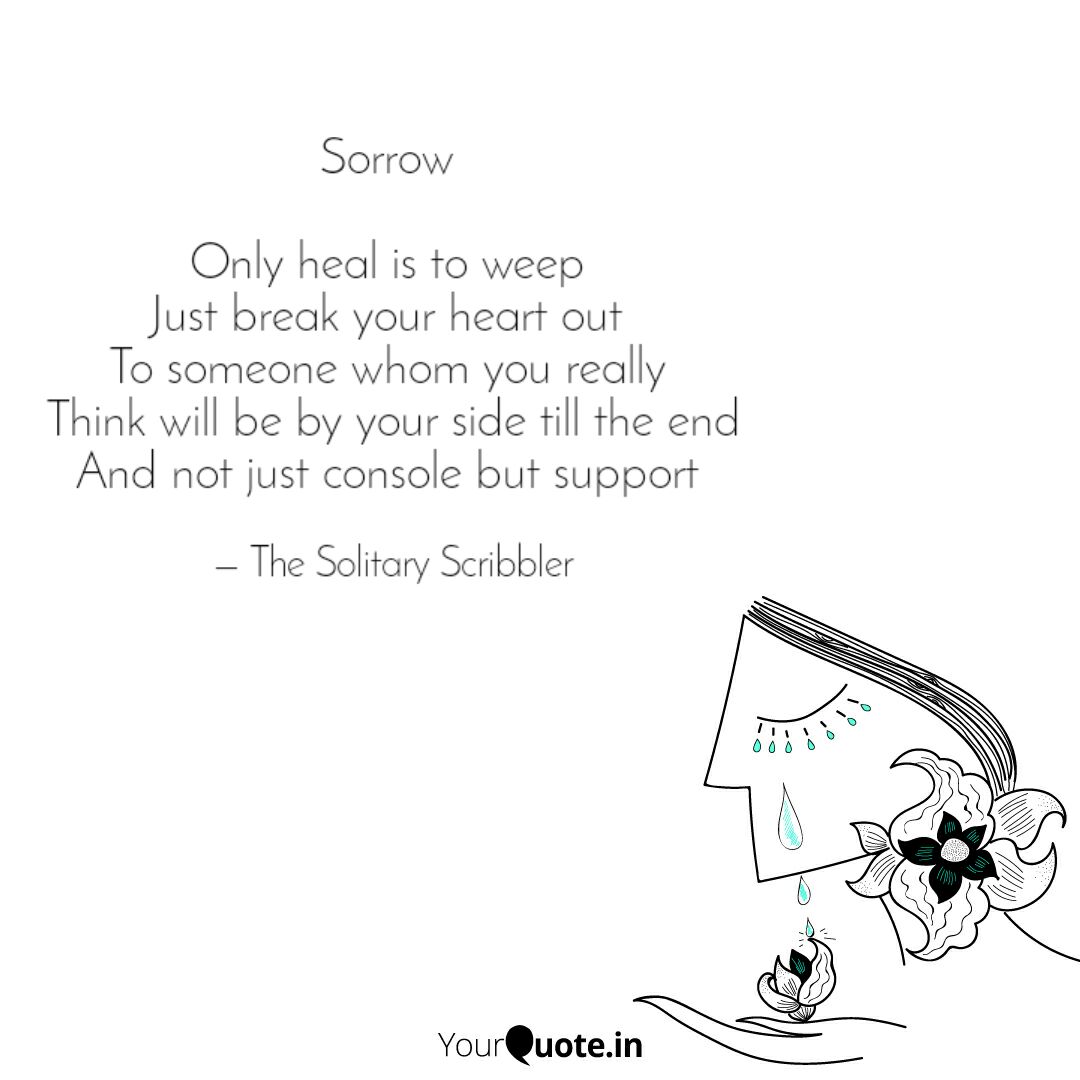 Sorrow
Only heal is to weep
Just break your heart out
To someone whom you really
Think will be by your side till the end
And not just console but support
– The Solitary Scribbler
YourQuote.in